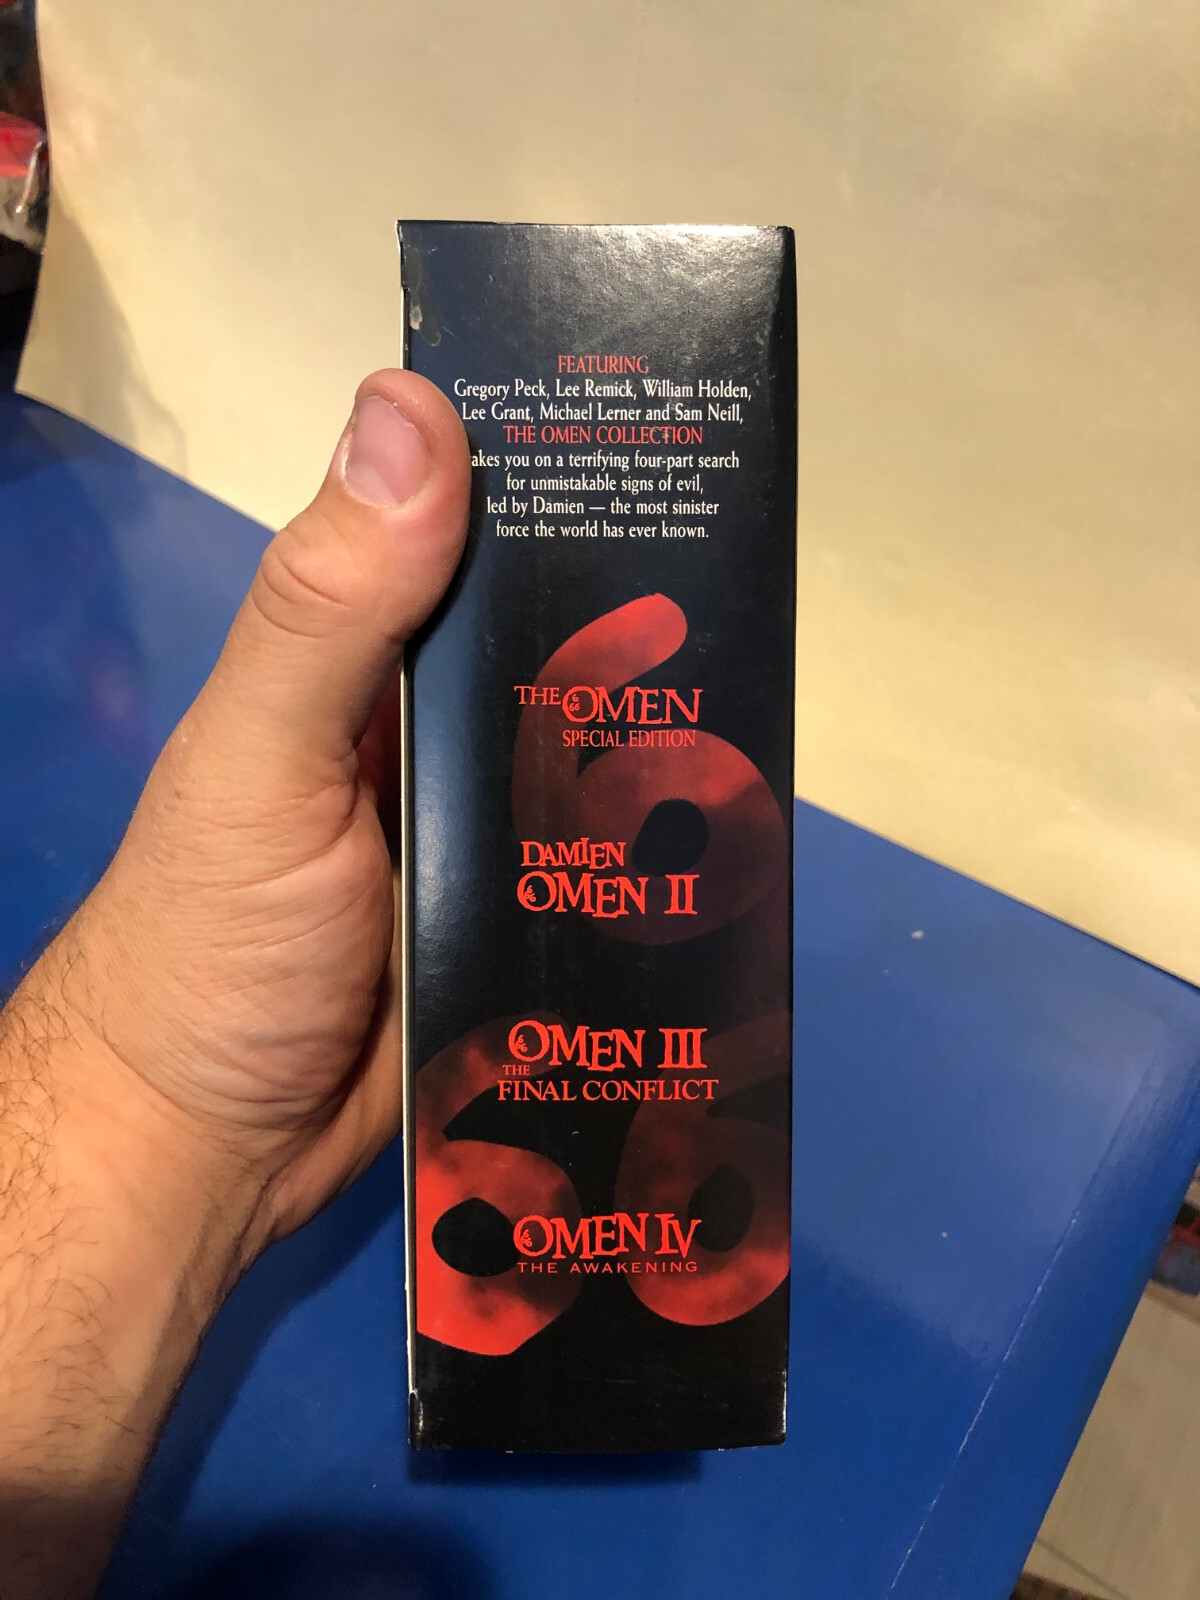 FEATURING
Gregory Peck, Lee Remick, William Holden,
Lee Grant, Michael Lerner and Sam Neill,
THE OMEN COLLECTION
akes you on a terrifying four-part search
for unmistakable signs of evil,
led by Damien — the most sinister
force the world has ever known.
THE OMEN
SPECIAL EDITION
DAMIEN
OMEN II
OMEN III
THE
FINAL CONFLICT
OMEN IV
THE AWAKENING